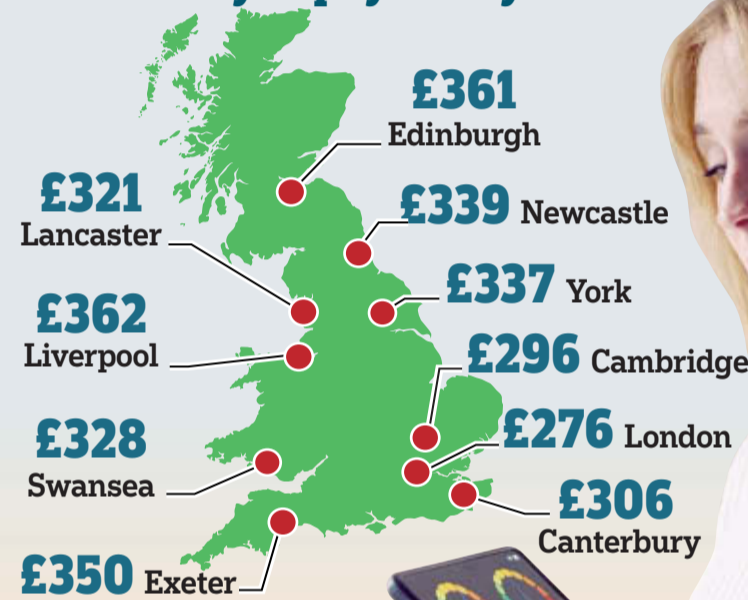 £361
Edinburgh
£321
Lancaster
£339 Newcastle
£337 York
£362
Liverpool
£296 Cambridge
£276 London
£328
Swansea
£306
Canterbury
£350 Exeter